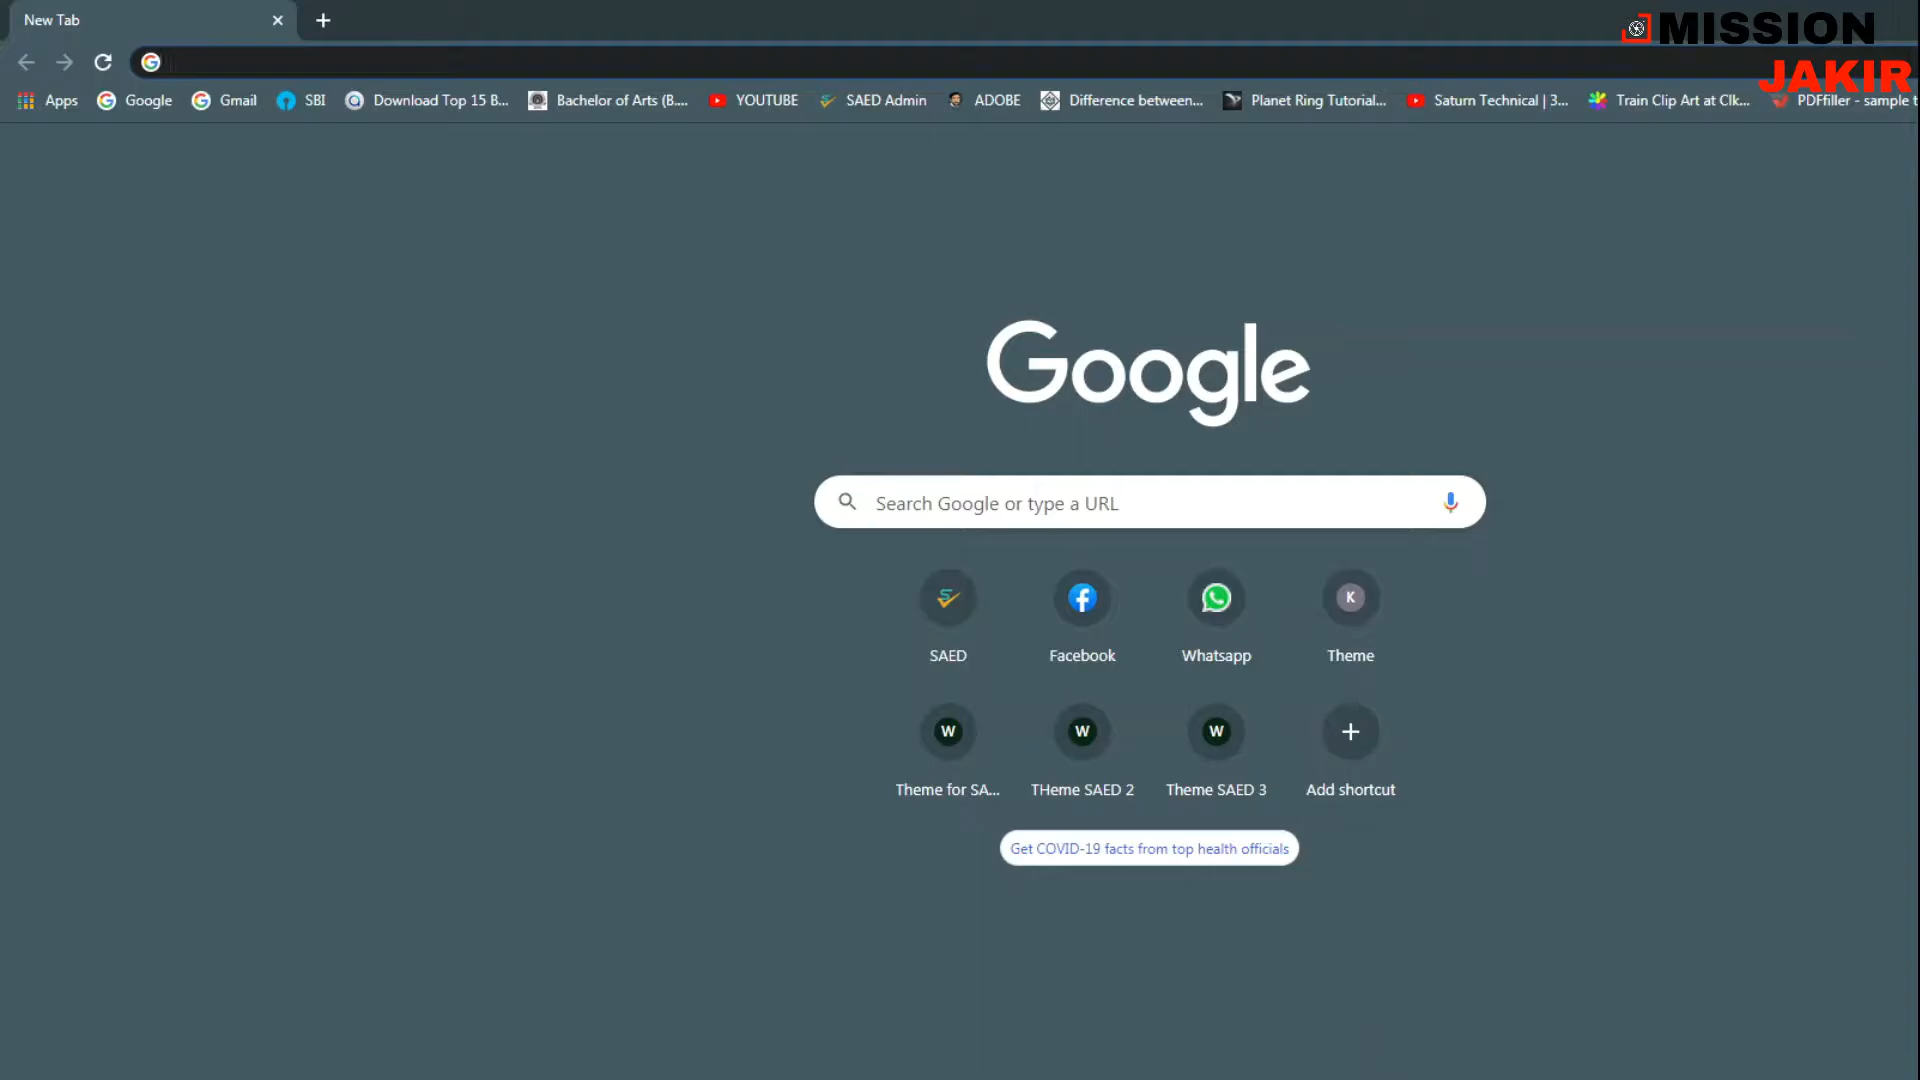 New Tab
MISSION
JAKIR
Apps Google Gmail SBI Download Top 15 B... Bachelor of Arts (B.... YOUTUBE SAED Admin ADOBE Difference between... Planet Ring Tutorial... Saturn Technical | 3... Train Clip Art at Clk... PDFfiller - sample t
Google
Search Google or type a URL
K
SAED Facebook Whatsapp Theme
W W W
Theme for SA... THeme SAED 2 Theme SAED 3 Add shortcut
Get COVID-19 facts from top health officials